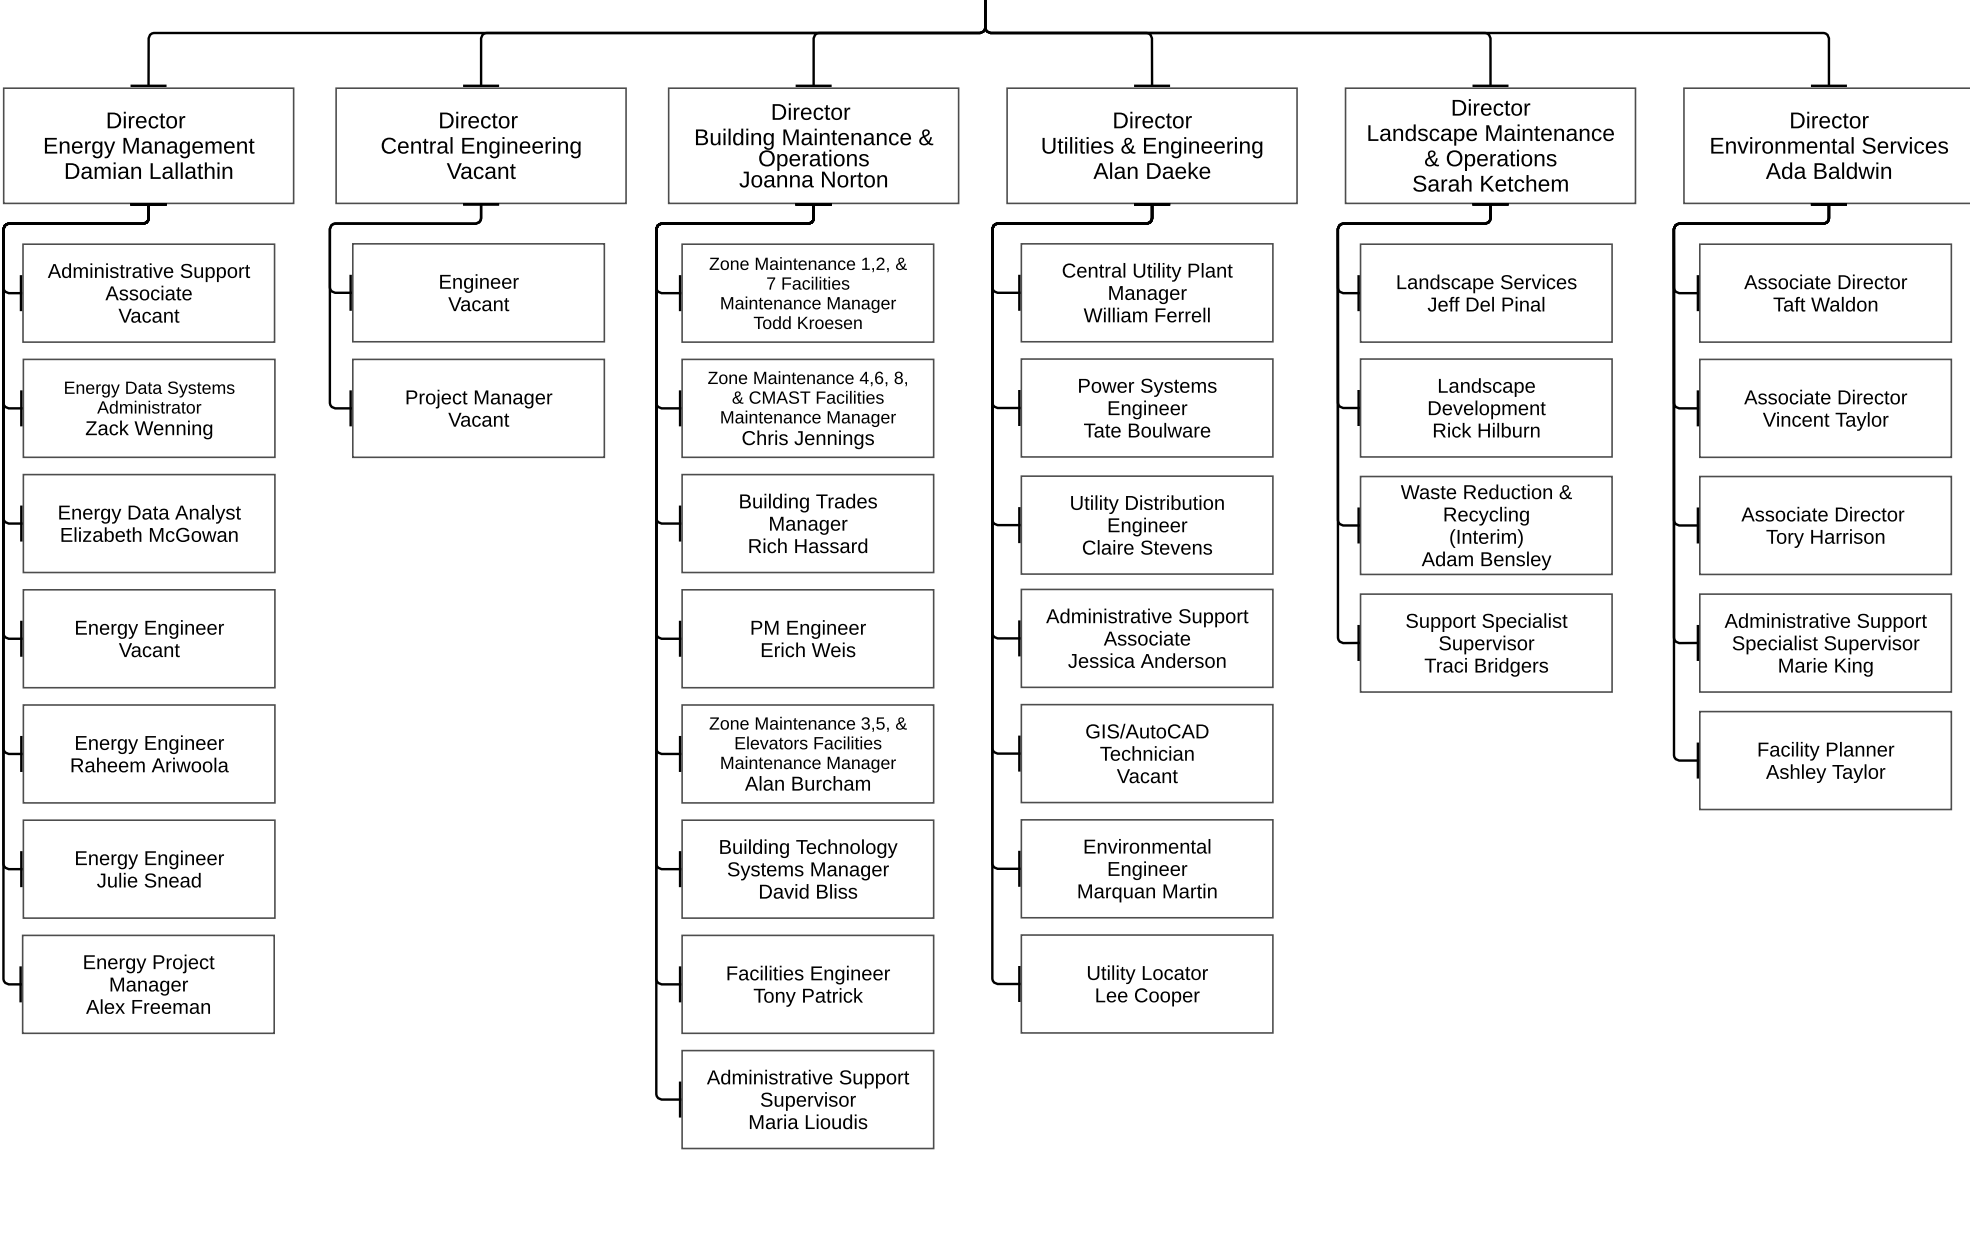 Director
Energy Management
Damian Lallathin
Administrative Support
Associate
Vacant
Energy Data Systems
Administrator
Zack Wenning
Energy Data Analyst
Elizabeth McGowan
Energy Engineer
Vacant
Energy Engineer
Raheem Ariwoola
Energy Engineer
Julie Snead
Energy Project
Manager
Alex Freeman
Director
Central Engineering
Vacant
Engineer
Vacant
Project Manager
Vacant
Director
Building Maintenance &
Operations
Joanna Norton
Zone Maintenance 1,2, &
7 Facilities
Maintenance Manager
Todd Kroesen
Zone Maintenance 4,6, 8,
& CMAST Facilities
Maintenance Manager
Chris Jennings
Building Trades
Manager
Rich Hassard
PM Engineer
Erich Weis
Zone Maintenance 3,5, &
Elevators Facilities
Maintenance Manager
Alan Burcham
Building Technology
Systems Manager
David Bliss
Facilities Engineer
Tony Patrick
Administrative Support
Supervisor
Maria Lioudis
Director
Utilities & Engineering
Alan Daeke
Central Utility Plant
Manager
William Ferrell
Power Systems
Engineer
Tate Boulware
Utility Distribution
Engineer
Claire Stevens
Administrative Support
Associate
Jessica Anderson
GIS/AutoCAD
Technician
Vacant
Environmental
Engineer
Marquan Martin
Utility Locator
Lee Cooper
Director
Landscape Maintenance
& Operations
Sarah Ketchem
Landscape Services
Jeff Del Pinal
Landscape
Development
Rick Hilburn
Waste Reduction &
Recycling
(Interim)
Adam Bensley
Support Specialist
Supervisor
Traci Bridgers
Director
Environmental Services
Ada Baldwin
Associate Director
Taft Waldon
Associate Director
Vincent Taylor
Associate Director
Tory Harrison
Administrative Support
Specialist Supervisor
Marie King
Facility Planner
Ashley Taylor